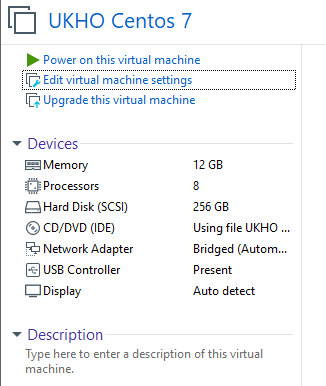 UKHO Centos 7
Power on this virtual machine
Edit virtual machine settings
Upgrade this virtual machine
Devices
Memory 12 GB
Processors 8
Hard Disk (SCSI) 256 GB
CD/DVD (IDE) Using file UKHO ...
Network Adapter Bridged (Autom...
USB Controller Present
Display Auto detect
Description
Type here to enter a description of this virtual
machine.